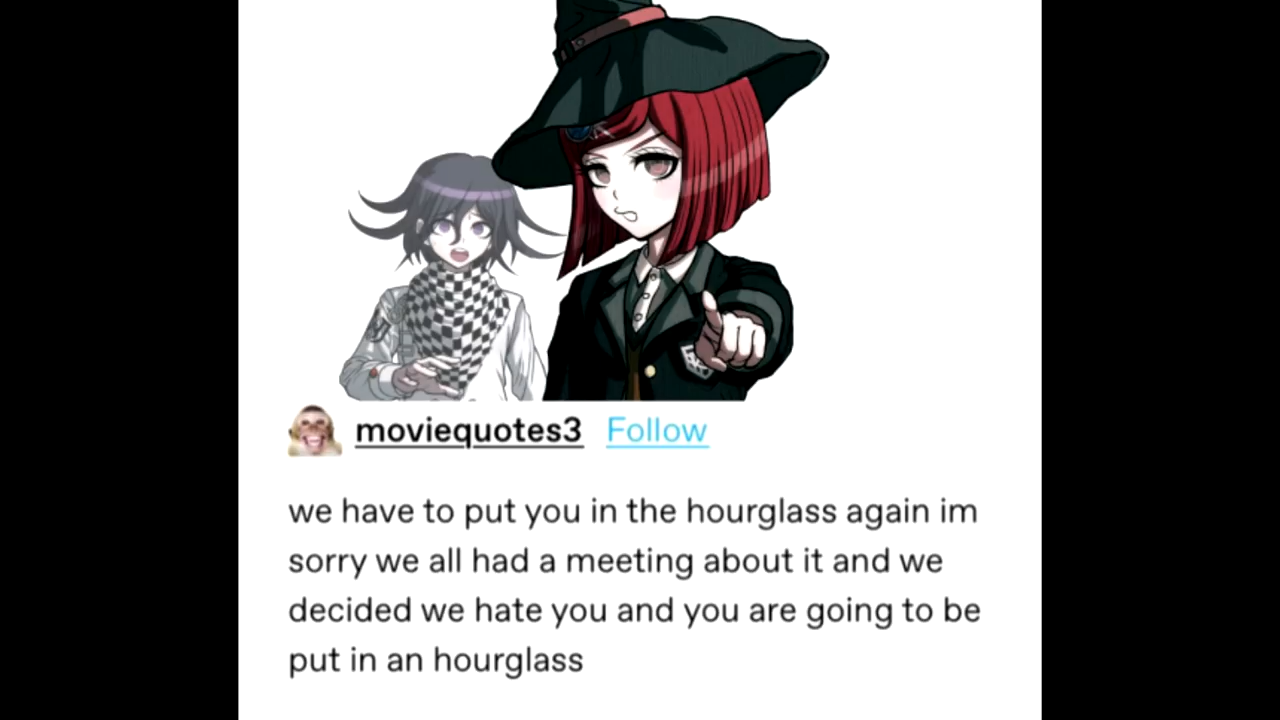 moviequotes3 Follow
we have to put you in the hourglass again im
sorry we all had a meeting about it and we
decided we hate you and you are going to be
put in an hourglass